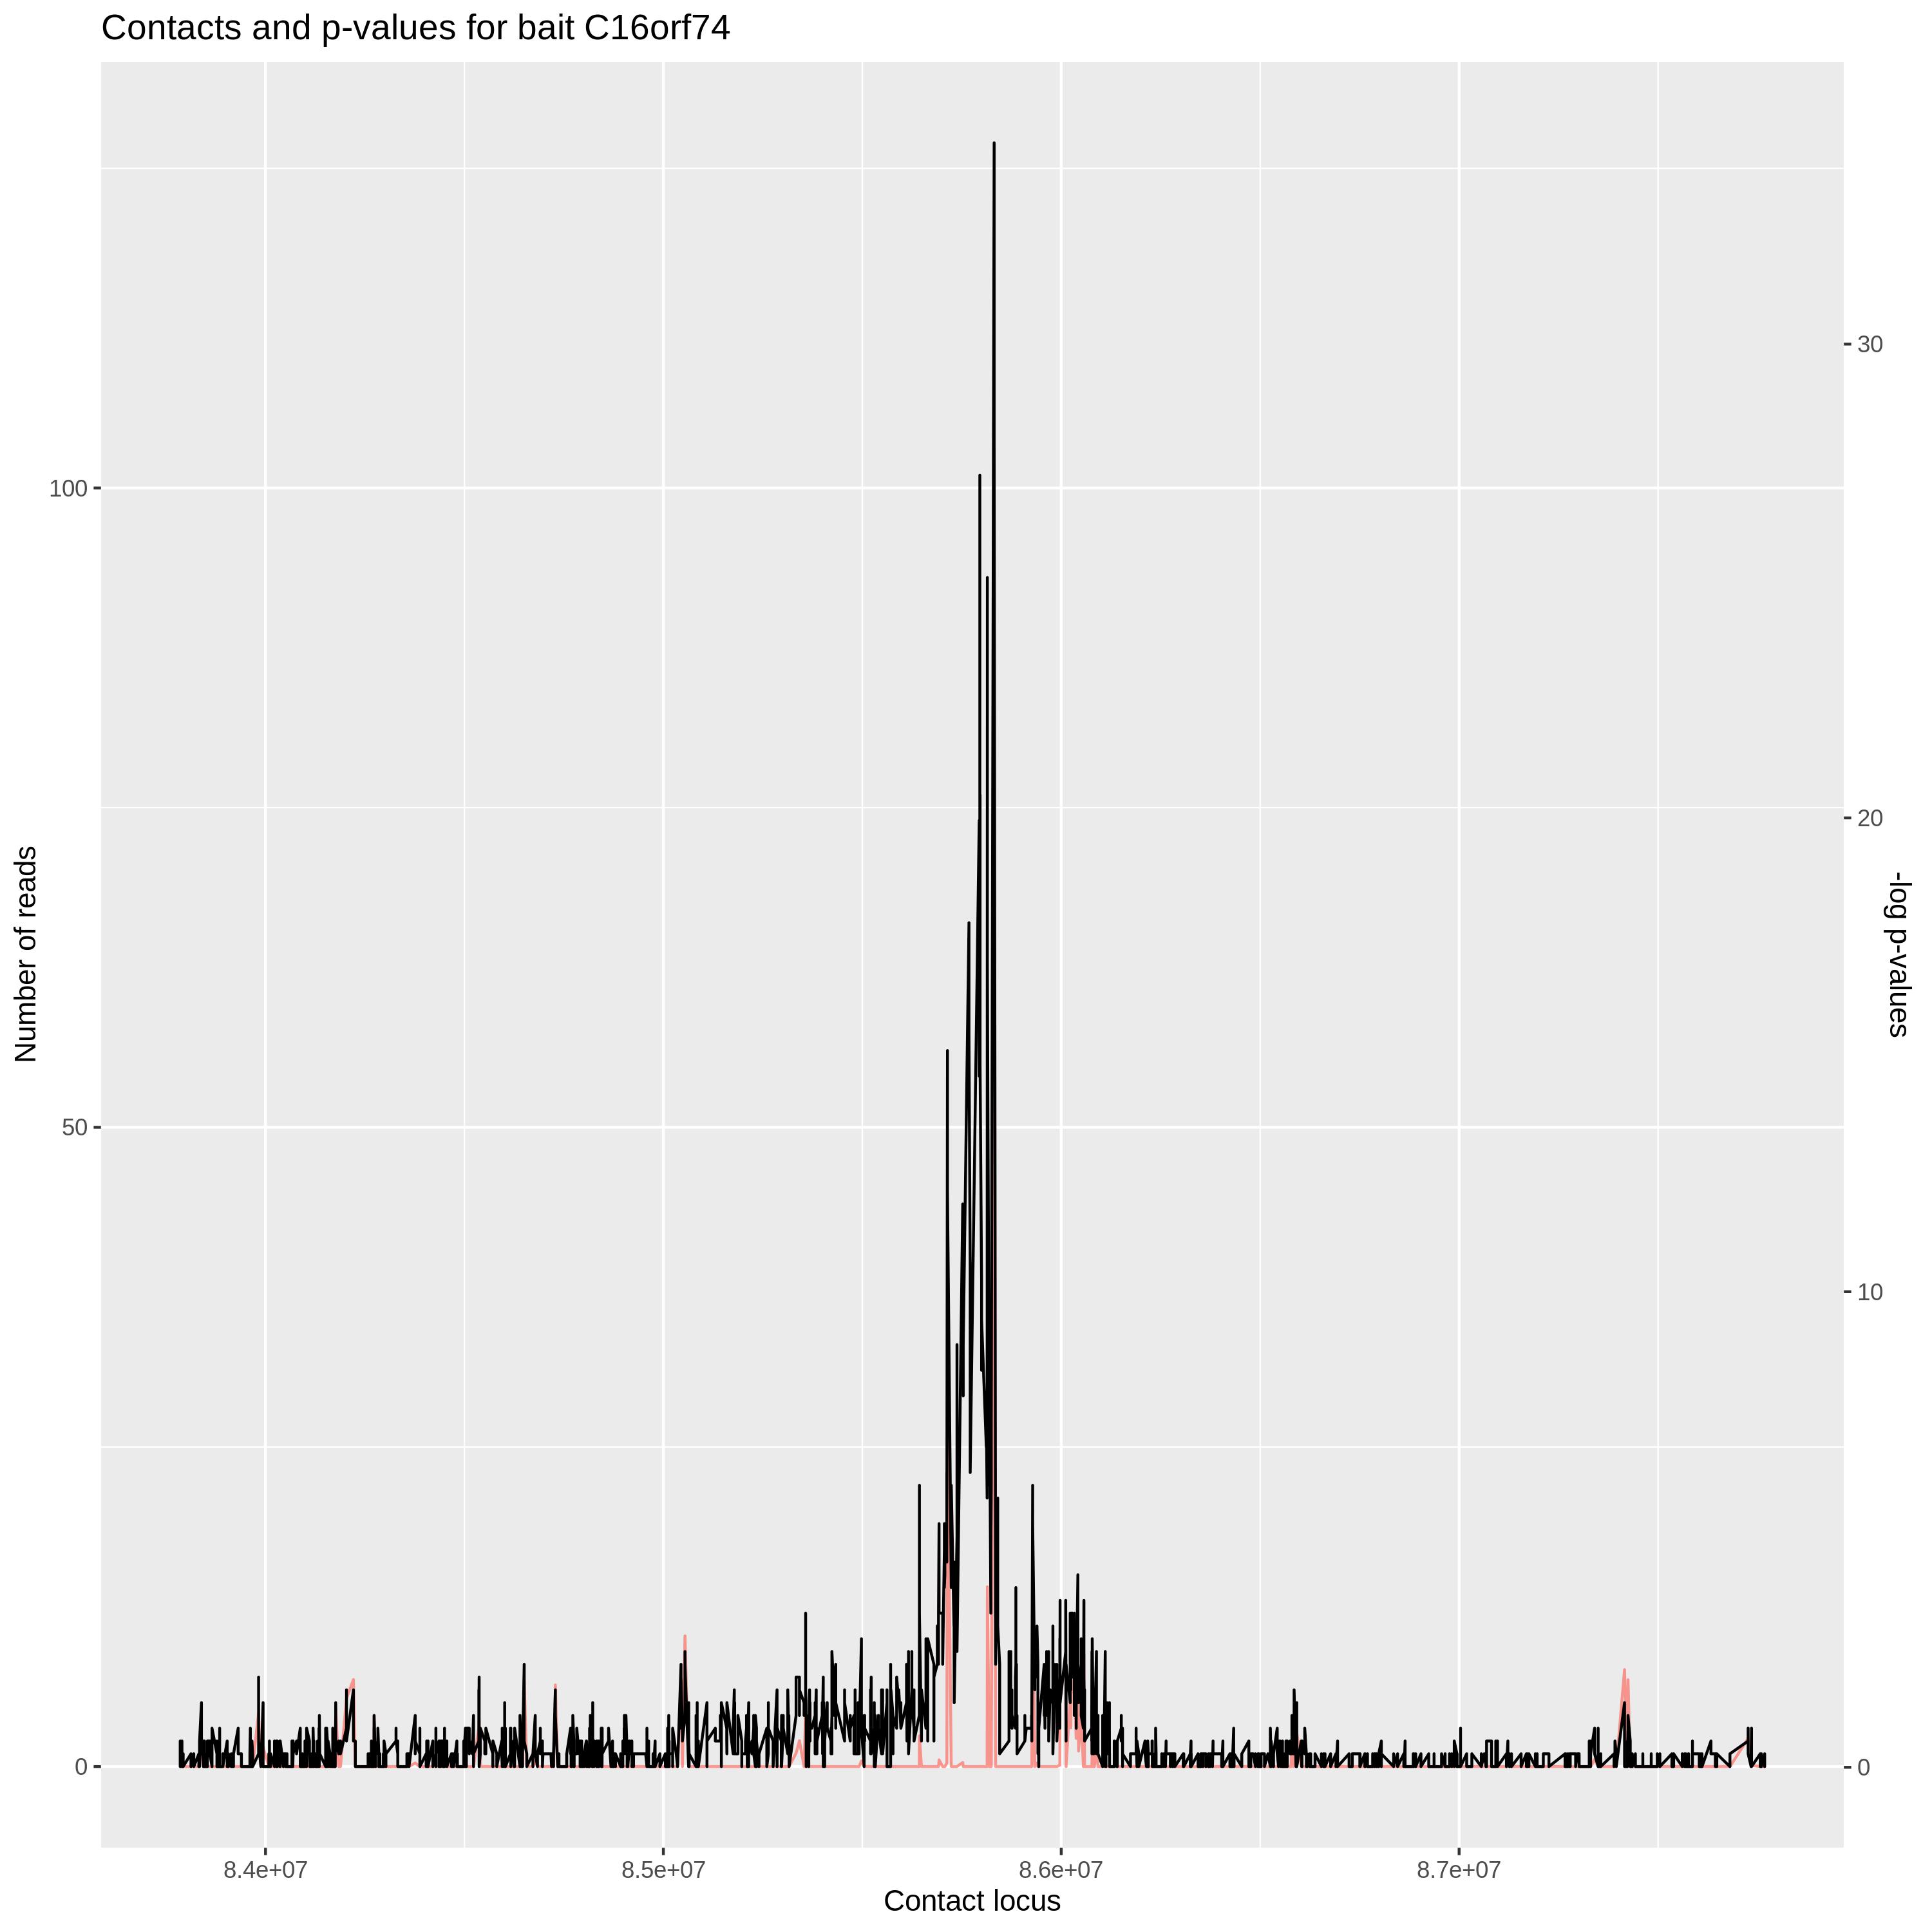 Contacts and p-values for bait C16orf74
Number of reads
100
50
0
-log p-values
30
20
10
0
8.4e+07
8.5e+07
8.6e+07
8.7e+07
Contact locus